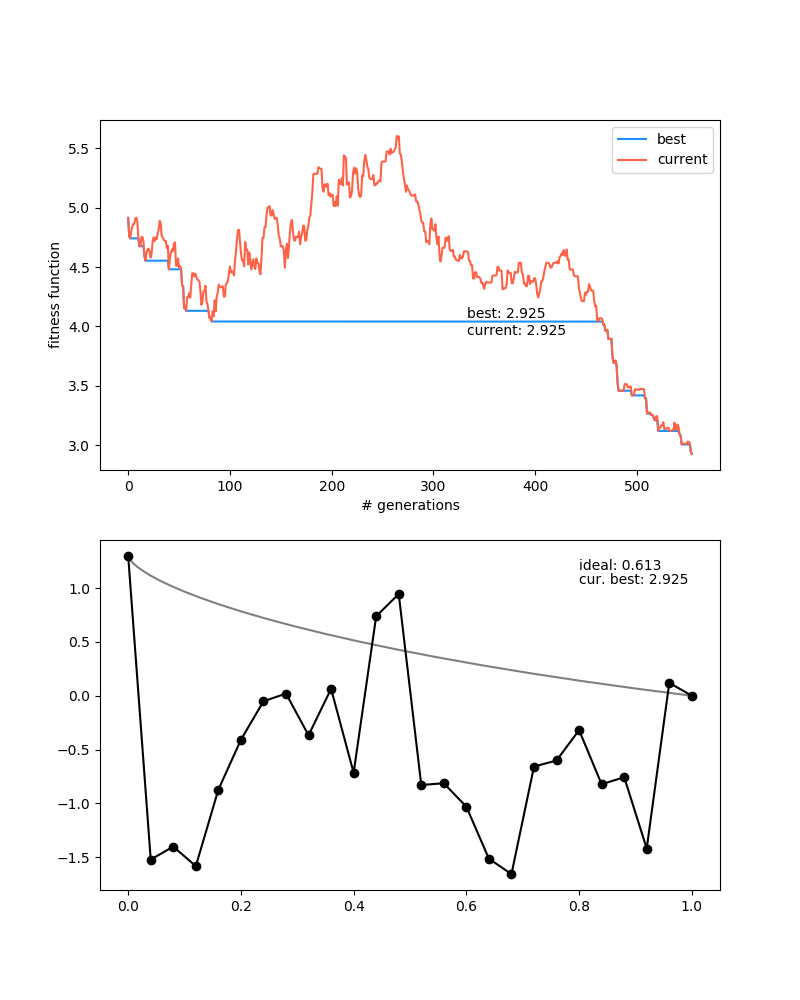 best
current
5.5
5.0
4.5
4.0
3.5
3.0
fitness function
best: 2.925
current: 2.925
0 100 200 300 400 500
# generations
ideal: 0.613
cur. best: 2.925
1.0
0.5
0.0
−0.5
−1.0
−1.5
0.0 0.2 0.4 0.6 0.8 1.0